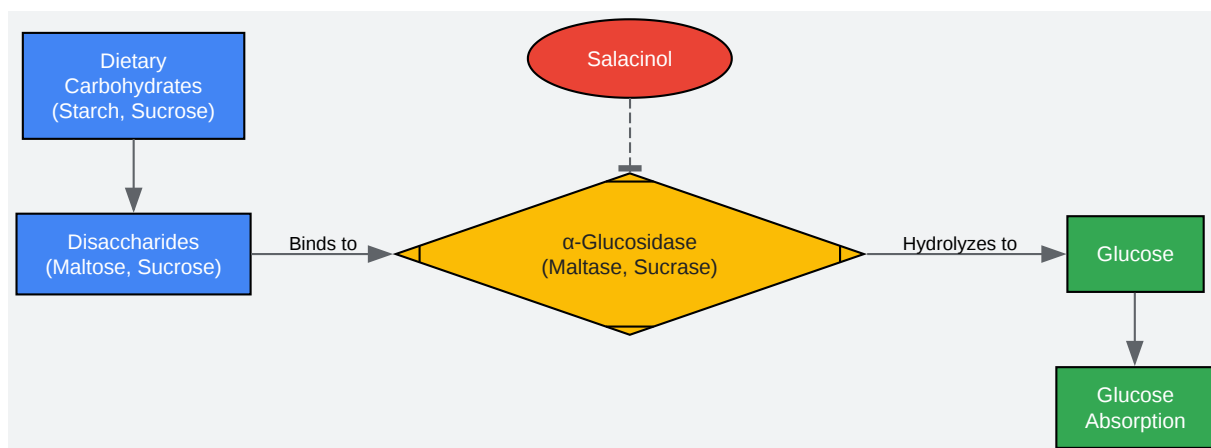 Dietary
Carbohydrates
(Starch, Sucrose)
Salacinol
Disaccharides
(Maltose, Sucrose)
Binds to
α-Glucosidase
(Maltase, Sucrase)
Hydrolyzes to
Glucose
Glucose
Absorption